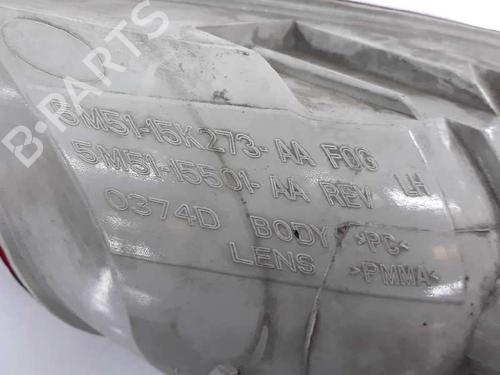 B-PARTS
5M51-15K273-AA FOG
5M51-15501-AA REV LH
0374D BODY >PC<
LENS >PMMA<